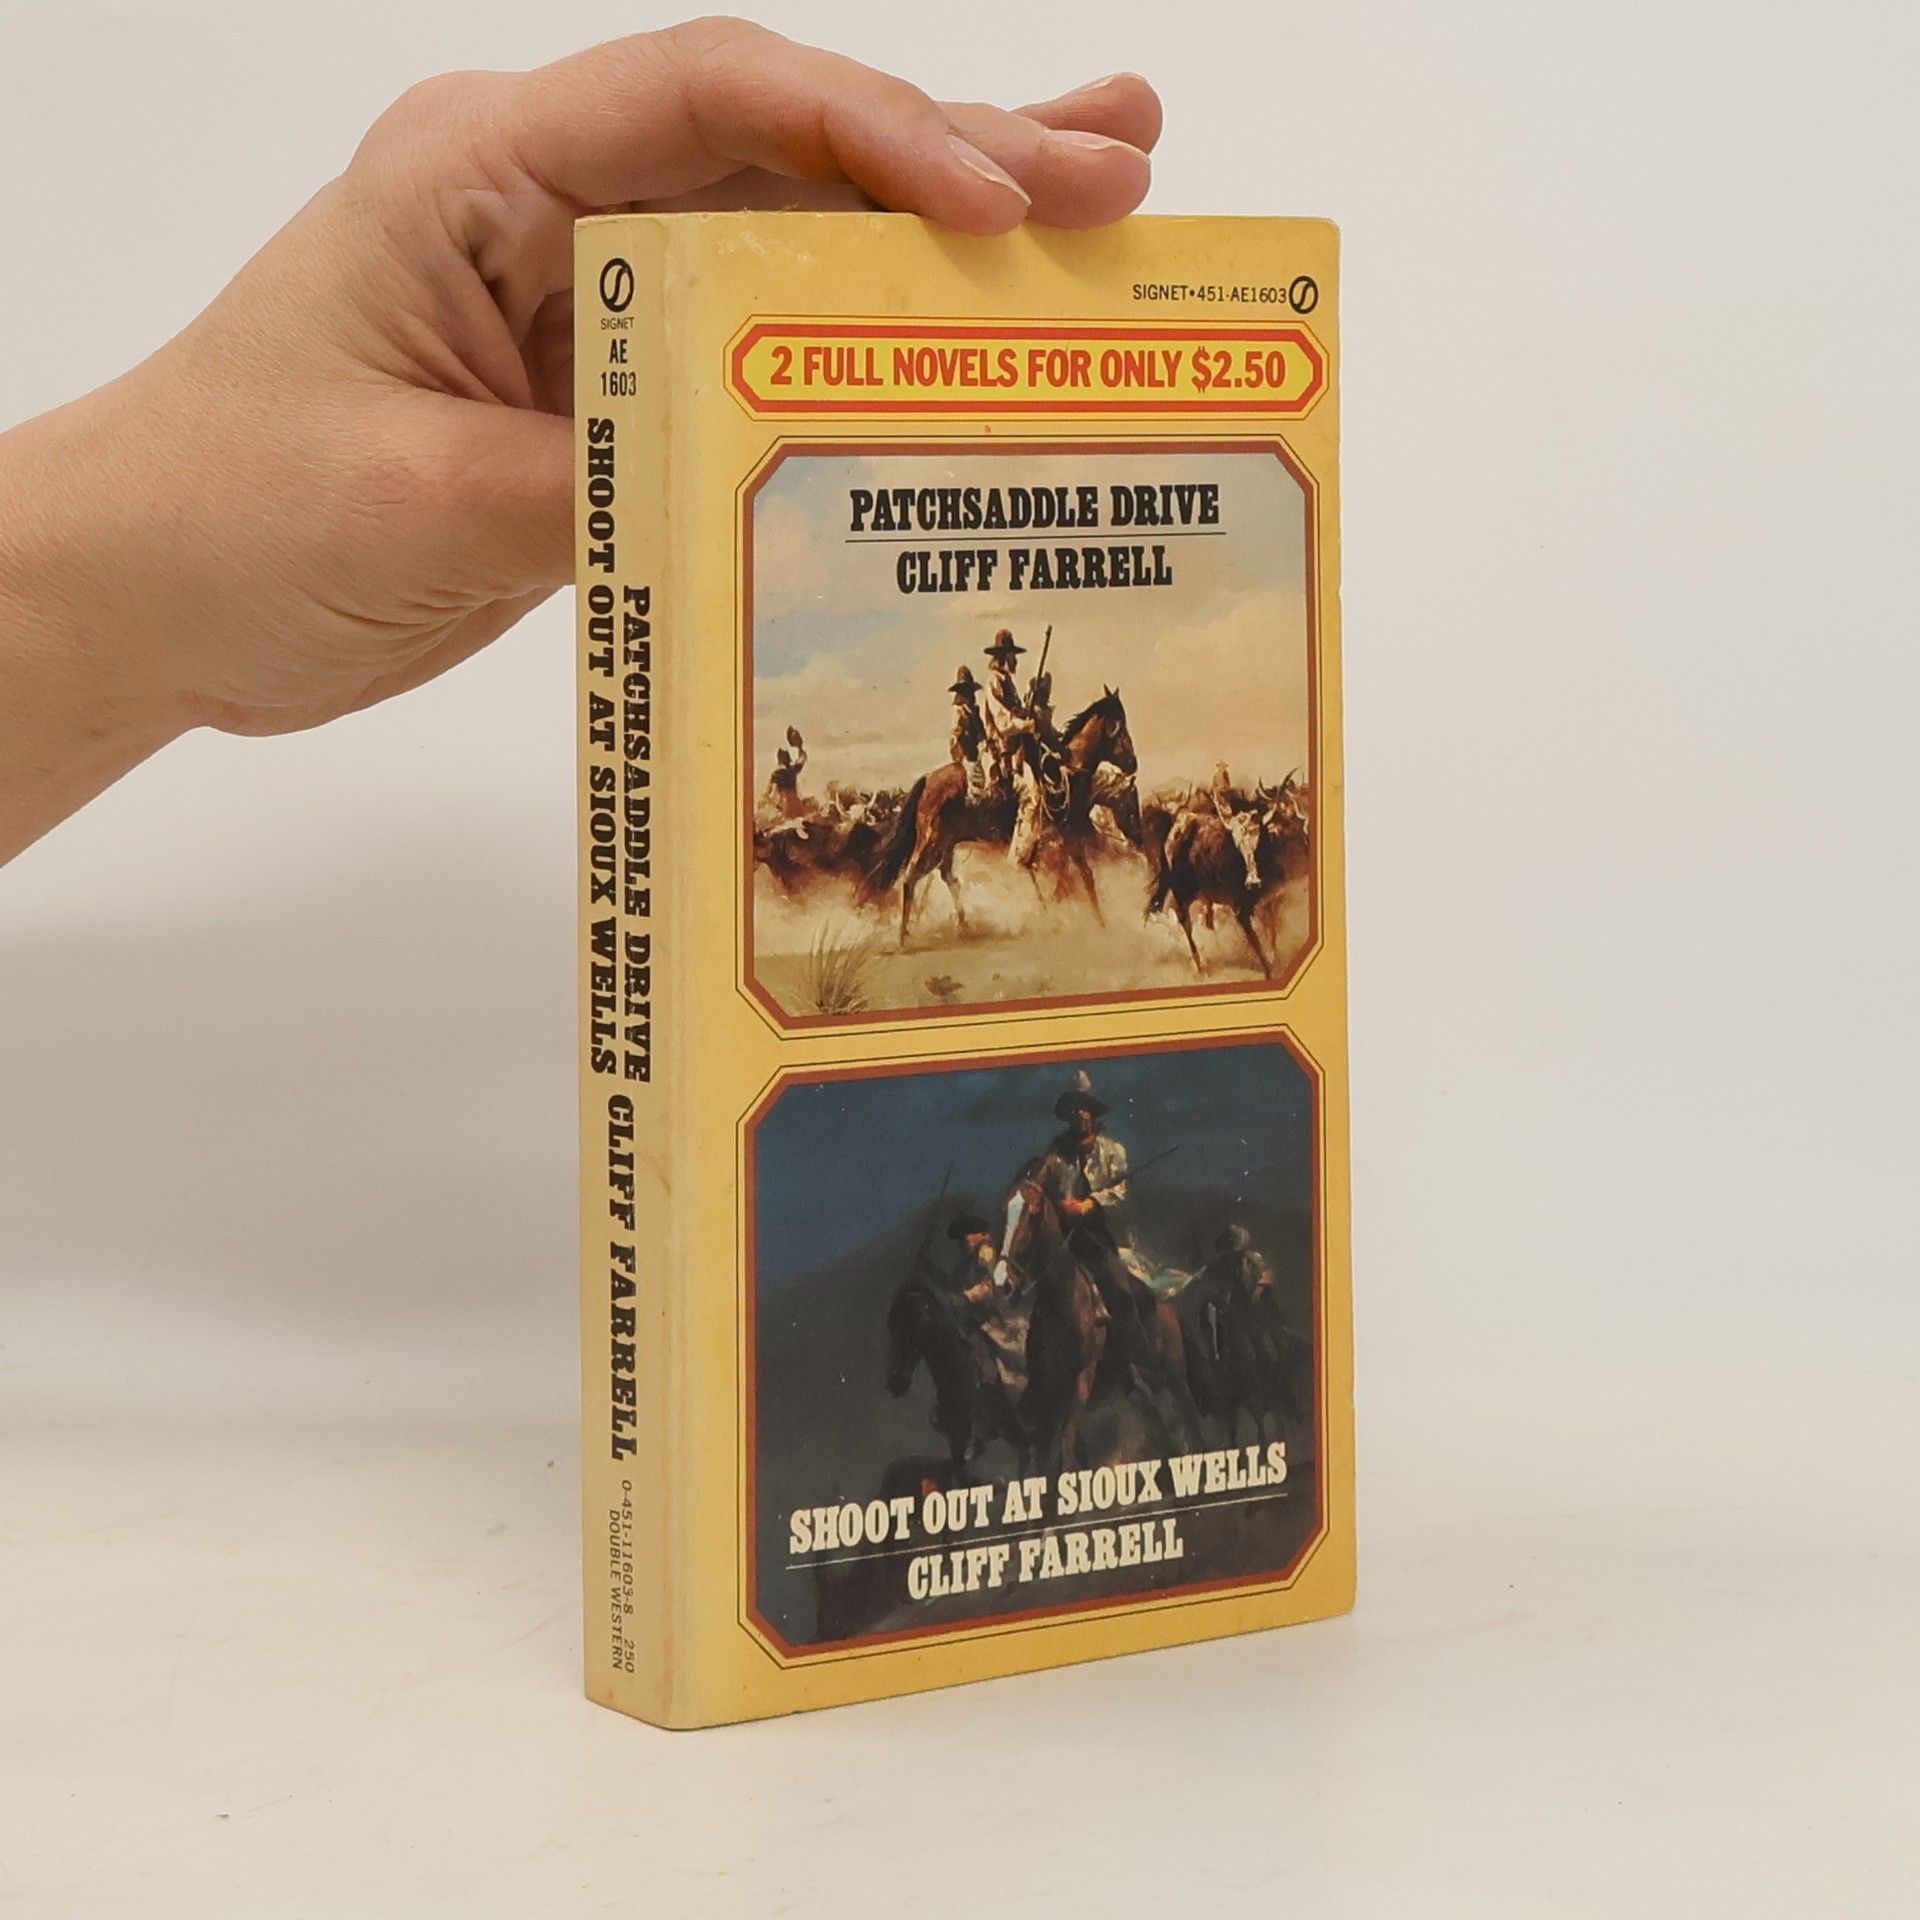 SIGNET
AE
1603
SHOOT OUT AT SIOUX WELLS
PATCHSADDLE DRIVE
CLIFF FARRELL
0-451-11603-8 250
DOUBLE WESTERN
SIGNET•451-AE1603
2 FULL NOVELS FOR ONLY $2.50
PATCHSADDLE DRIVE
CLIFF FARRELL
SHOOT OUT AT SIOUX WELLS
CLIFF FARRELL